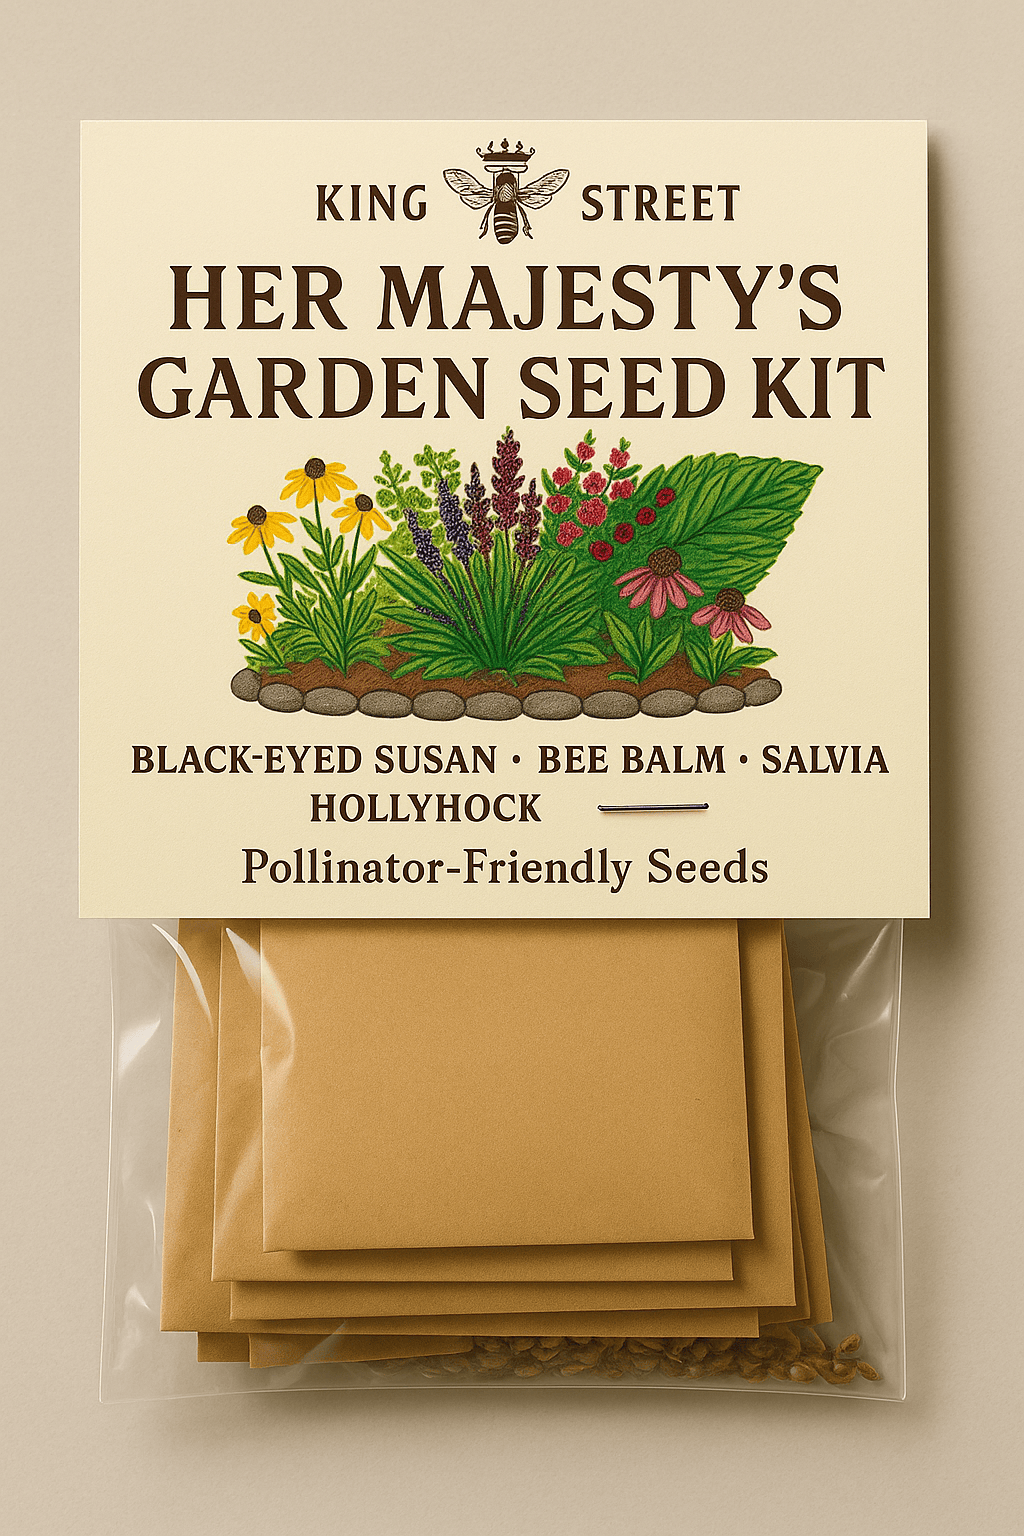 KING STREET
HER MAJESTY'S
GARDEN SEED KIT
BLACK-EYED SUSAN · BEE BALM · SALVIA
HOLLYHOCK
Pollinator-Friendly Seeds